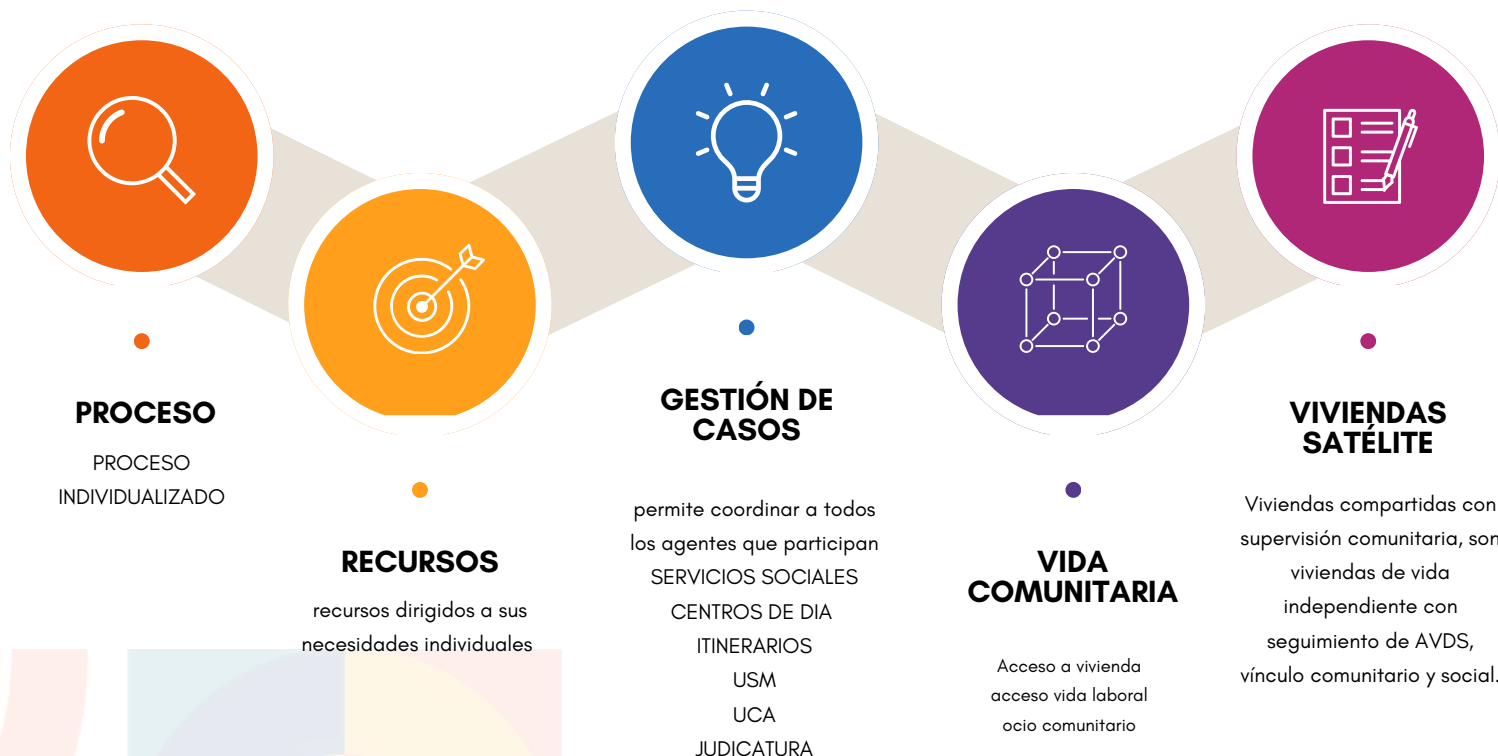 PROCESO
PROCESO
INDIVIDUALIZADO
RECURSOS
recursos dirigidos a sus
necesidades individuales
GESTIÓN DE
CASOS
permite coordinar a todos
los agentes que participan
SERVICIOS SOCIALES
CENTROS DE DIA
ITINERARIOS
USM
UCA
JUDICATURA
VIDA
COMUNITARIA
Acceso a vivienda
acceso vida laboral
ocio comunitario
VIVIENDAS
SATÉLITE
Viviendas compartidas con
supervisión comunitaria, son
viviendas de vida
independiente con
seguimiento de AVDS,
vínculo comunitario y social.